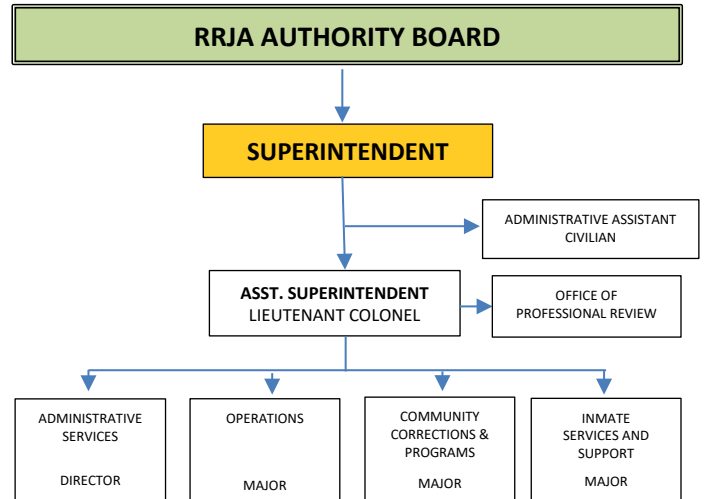 RRJA AUTHORITY BOARD
SUPERINTENDENT
ADMINISTRATIVE ASSISTANT
CIVILIAN
ASST. SUPERINTENDENT
LIEUTENANT COLONEL
OFFICE OF
PROFESSIONAL REVIEW
ADMINISTRATIVE
SERVICES
DIRECTOR
OPERATIONS
MAJOR
COMMUNITY
CORRECTIONS &
PROGRAMS
MAJOR
INMATE
SERVICES AND
SUPPORT
MAJOR